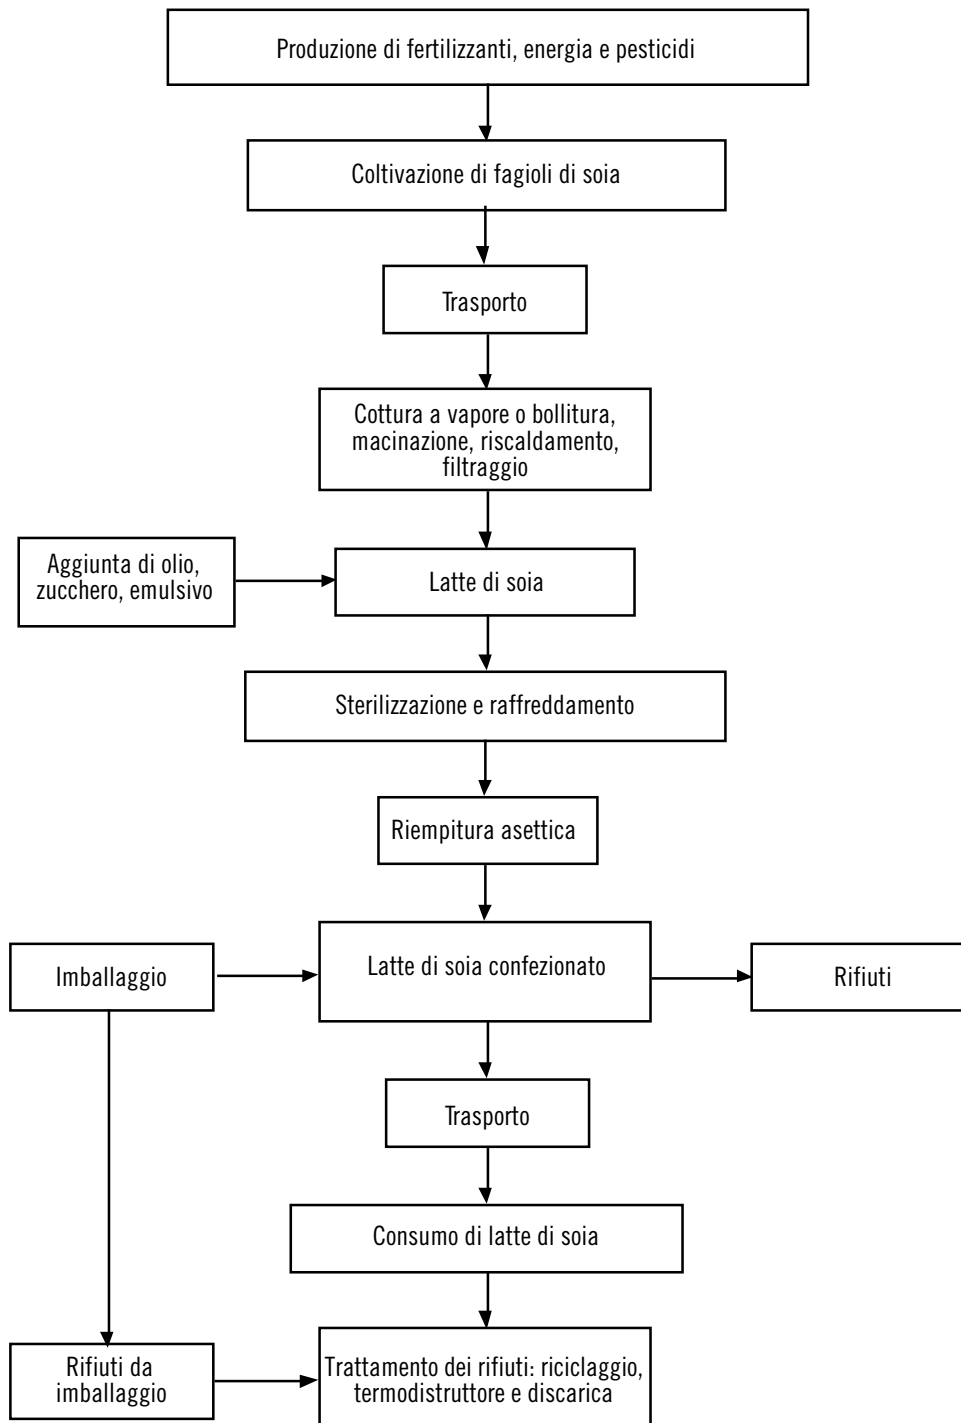 Produzione di fertilizzanti, energia e pesticidi
Coltivazione di fagioli di soia
Trasporto
Cottura a vapore o bollitura,
macinazione, riscaldamento,
filtraggio
Aggiunta di olio,
zucchero, emulsivo
Latte di soia
Sterilizzazione e raffreddamento
Riempitura asettica
Imballaggio
Latte di soia confezionato
Rifiuti
Trasporto
Consumo di latte di soia
Rifiuti da
imballaggio
Trattamento dei rifiuti: riciclaggio,
termodistruttore e discarica